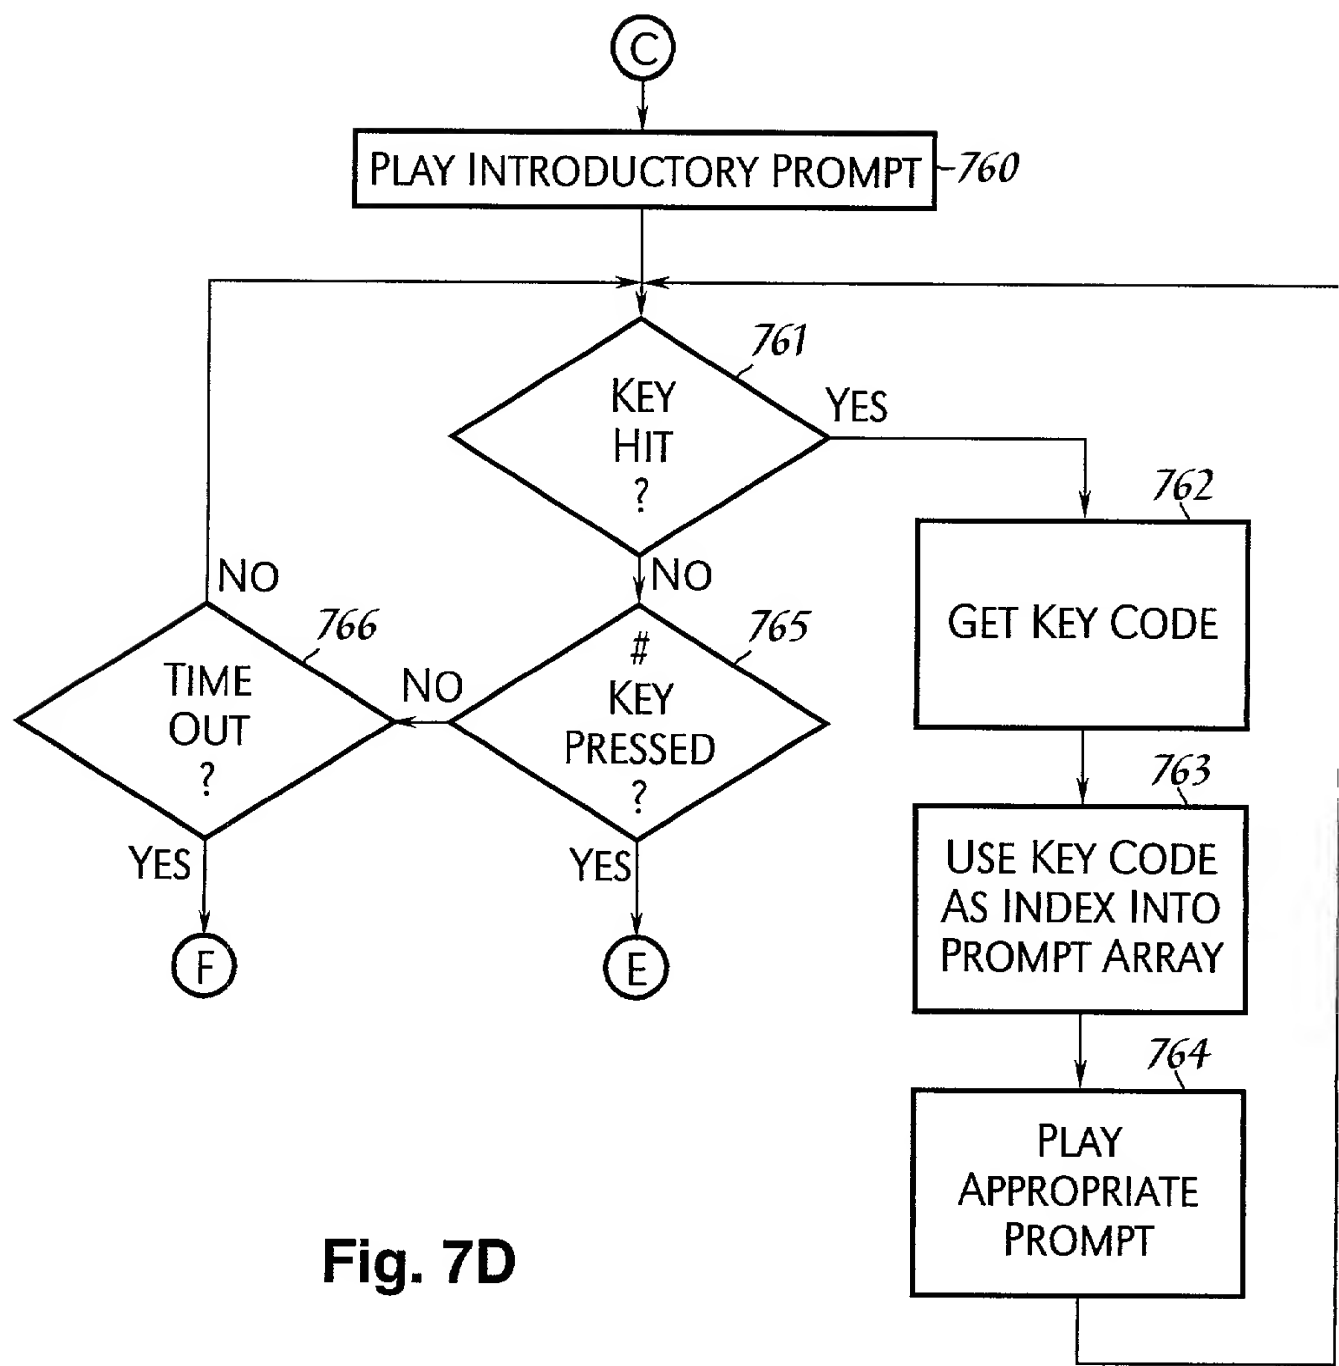 C
PLAY INTRODUCTORY PROMPT
760
761
KEY
HIT
?
YES
NO
762
GET KEY CODE
NO
766
TIME
OUT
?
NO
765
#
KEY
PRESSED
?
763
USE KEY CODE
AS INDEX INTO
PROMPT ARRAY
YES
YES
F
E
764
PLAY
APPROPRIATE
PROMPT
Fig. 7D